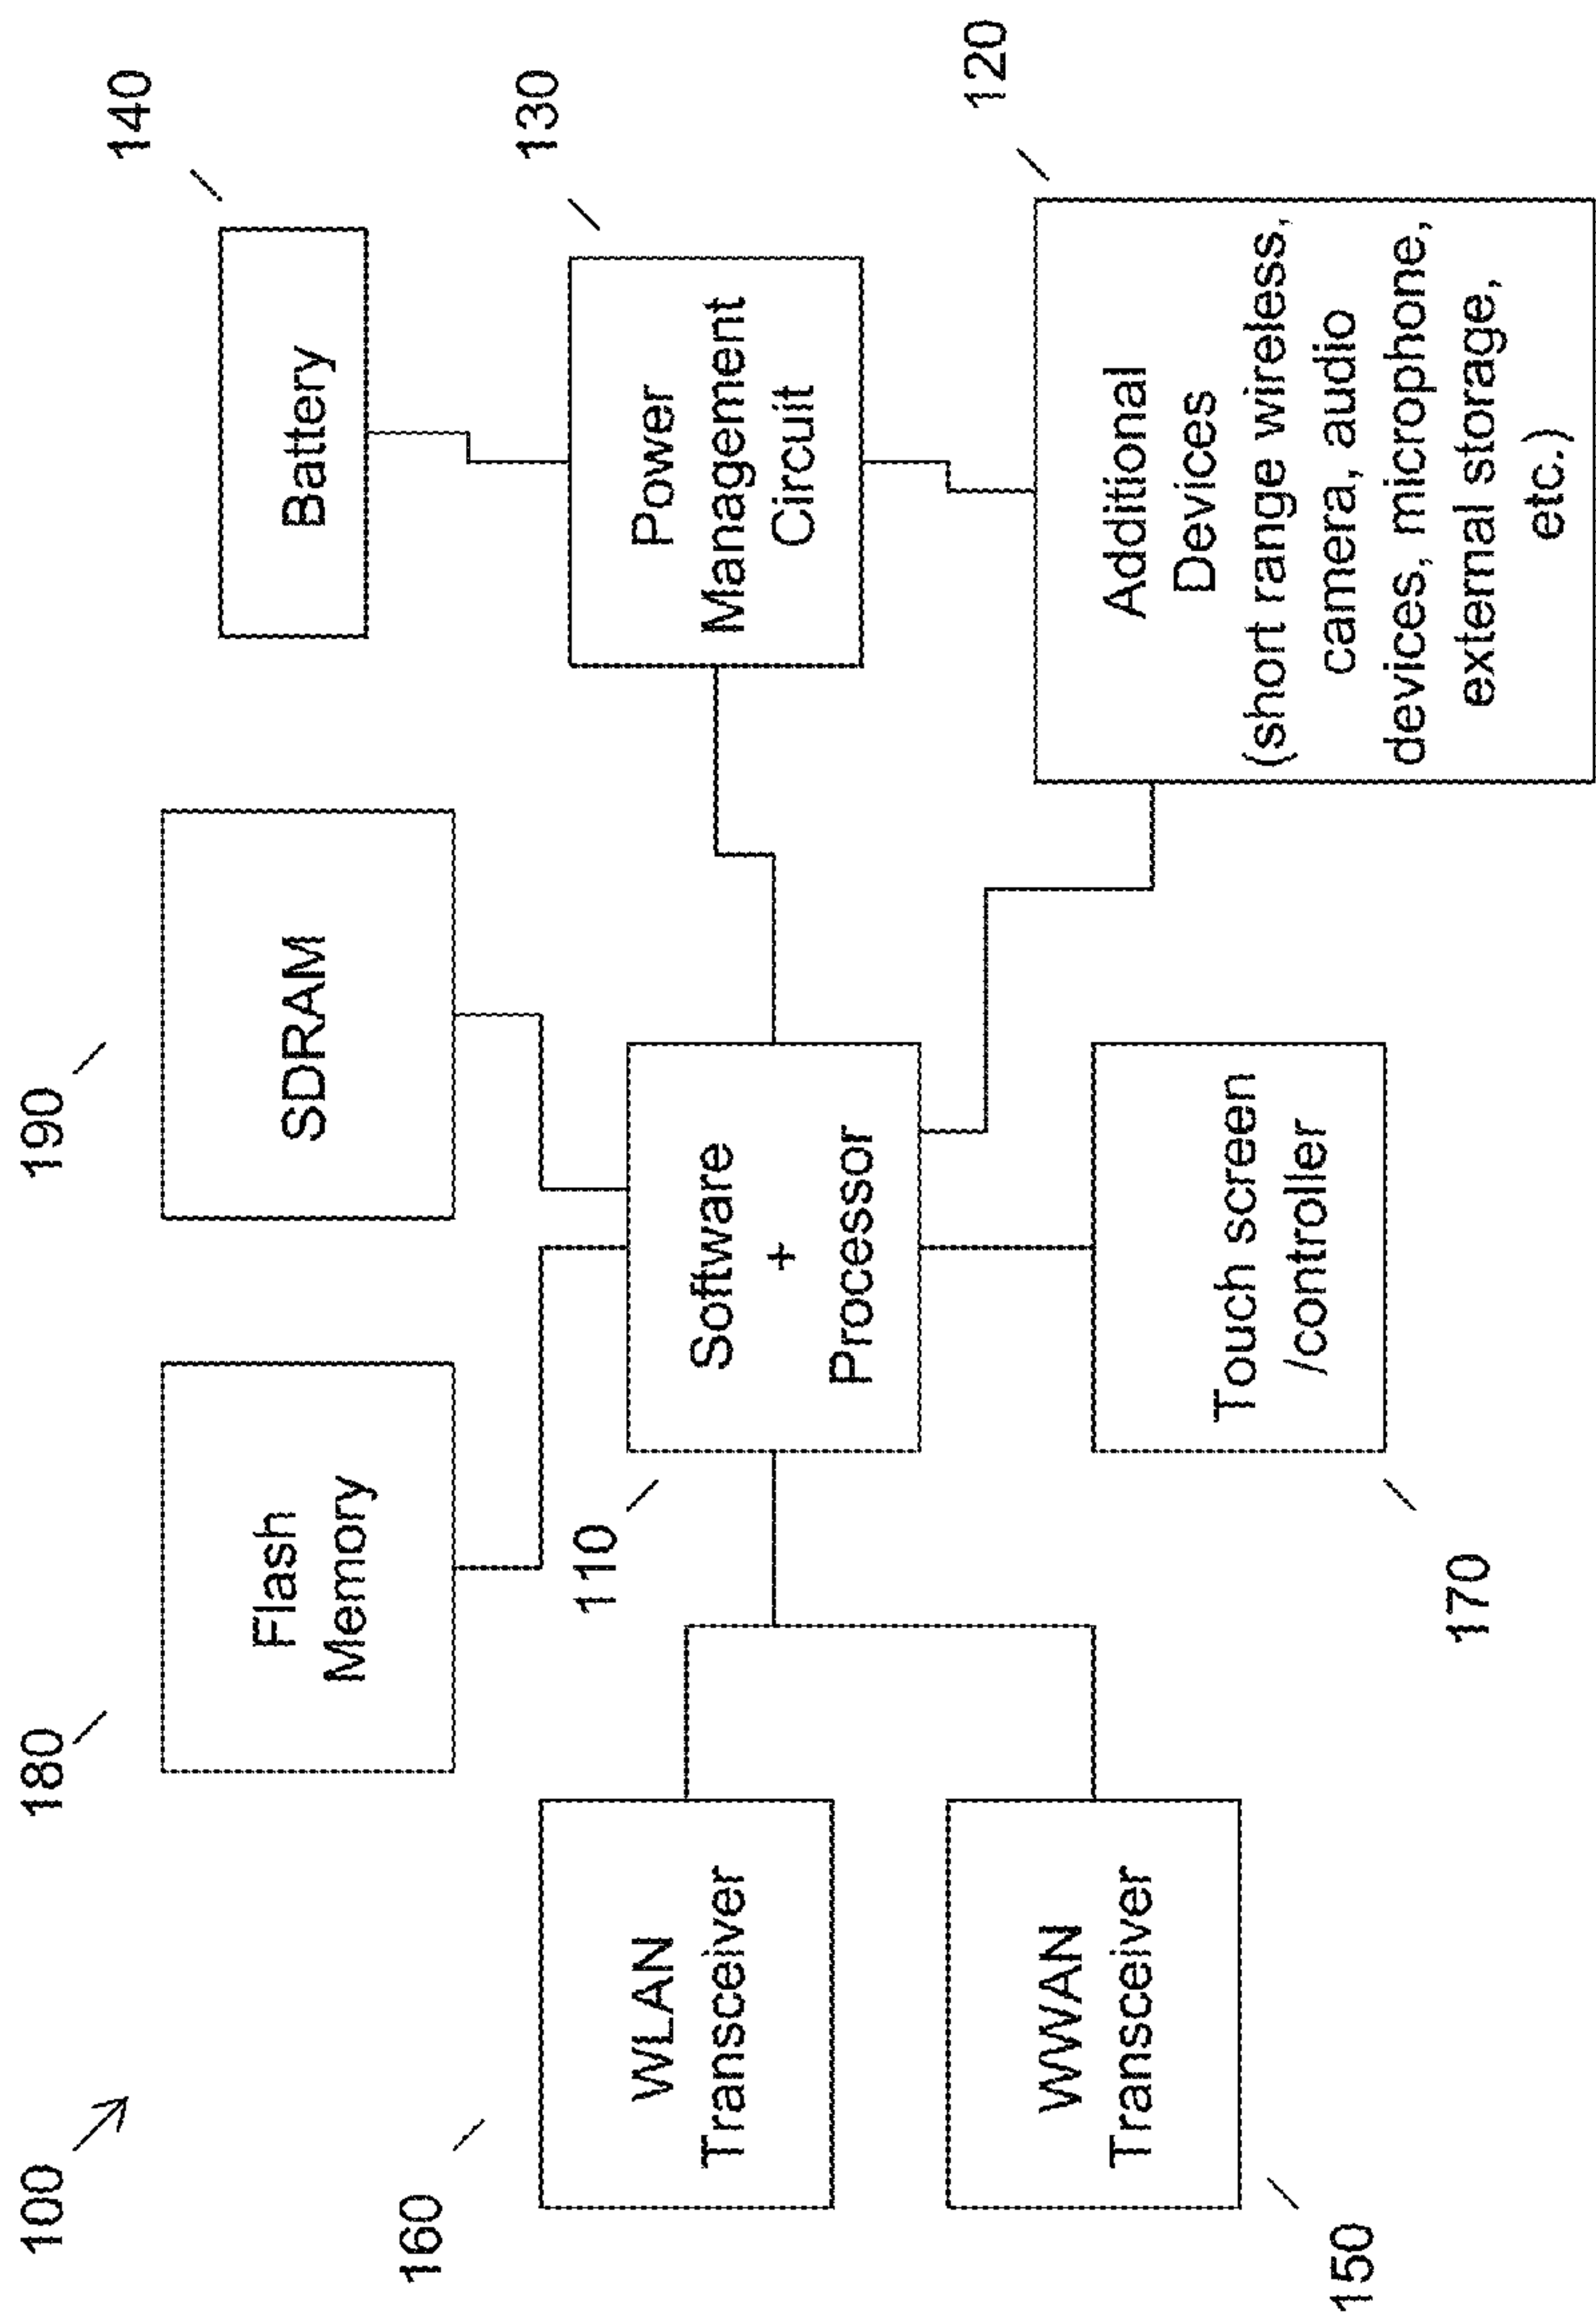 100
180
190
140
Flash
Memory
SDRAM
Battery
160
WLAN
Transceiver
110
Software
+
Processor
130
Power
Management
Circuit
WWAN
Transceiver
150
Touch screen
/controller
170
120
Additional
Devices
(short range wireless,
camera, audio
devices, microphone,
external storage,
etc.)